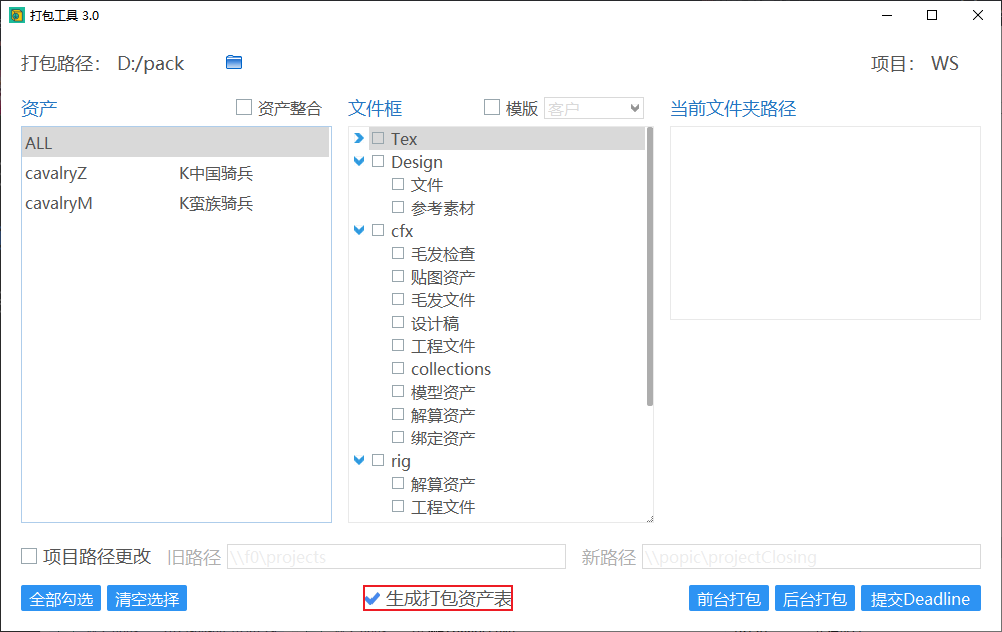 打包工具 3.0
打包路径： D:/pack 项目： WS
资产 资产整合 文件框 模版 客户 当前文件夹路径
ALL
cavalryZ K中国骑兵
cavalryM K蛮族骑兵
Tex
Design
文件
参考素材
cfx
毛发检查
贴图资产
毛发文件
设计稿
工程文件
collections
模型资产
解算资产
绑定资产
rig
解算资产
工程文件
项目路径更改 旧路径 \\f0\projects 新路径 \\popic\projectClosing
全部勾选 清空选择 生成打包资产表 前台打包 后台打包 提交Deadline